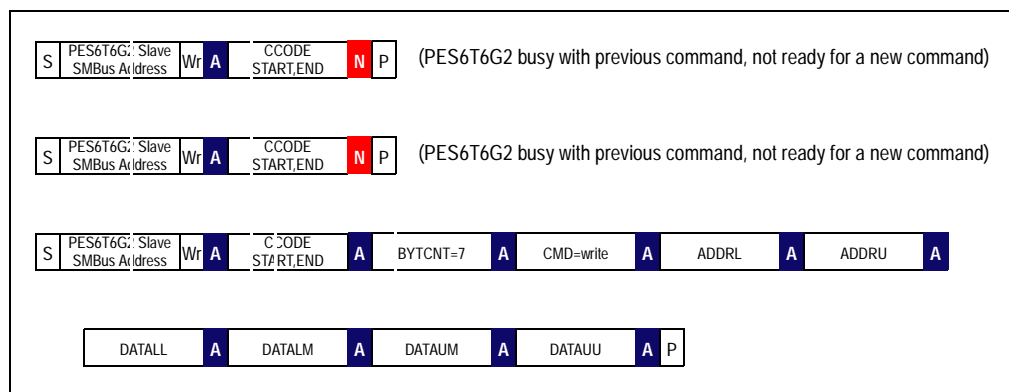 S PES6T6G2 Slave SMBus Address Wr A CCODE START,END N P (PES6T6G2 busy with previous command, not ready for a new command)
S PES6T6G2 Slave SMBus Address Wr A CCODE START,END N P (PES6T6G2 busy with previous command, not ready for a new command)
S PES6T6G2 Slave SMBus Address Wr A CCODE START,END A BYTCNT=7 A CMD=write A ADDRL A ADDRU A
DATALL A DATALM A DATAUM A DATAUU A P